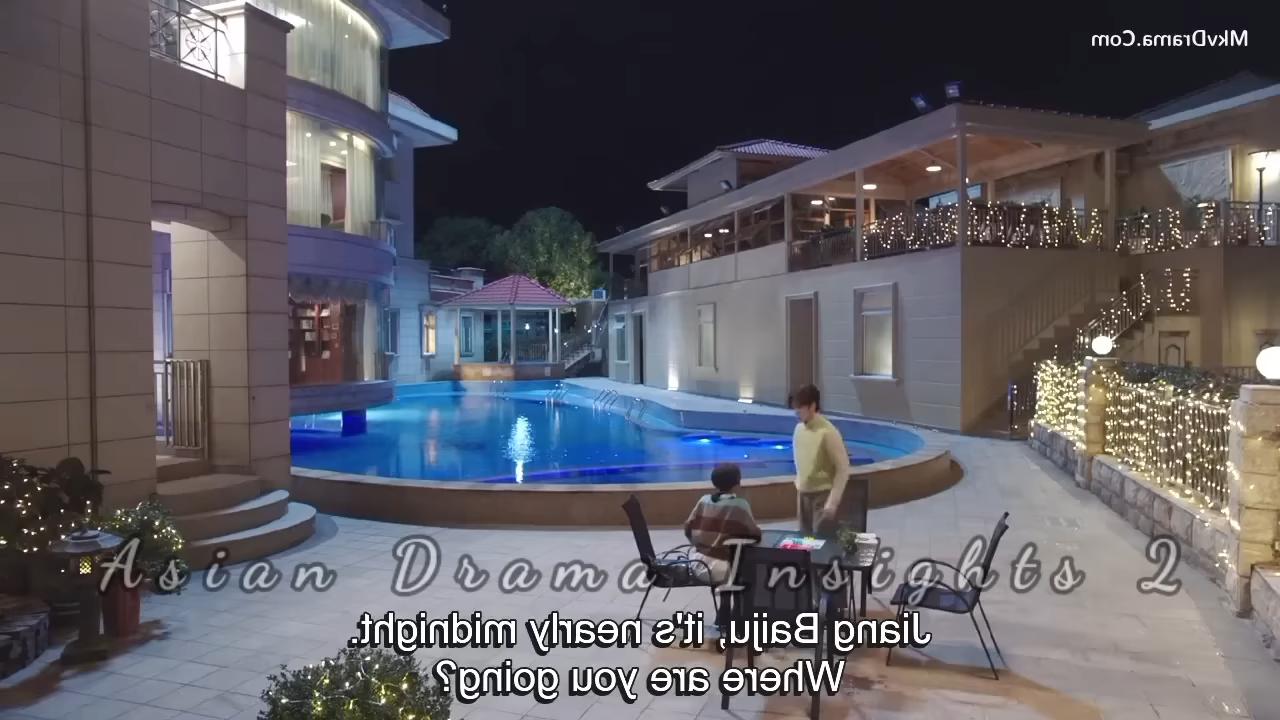 MkvDrama.Com
Asian Drama Insights 2
Jiang Baiju, it's nearly midnight.
Where are you going?